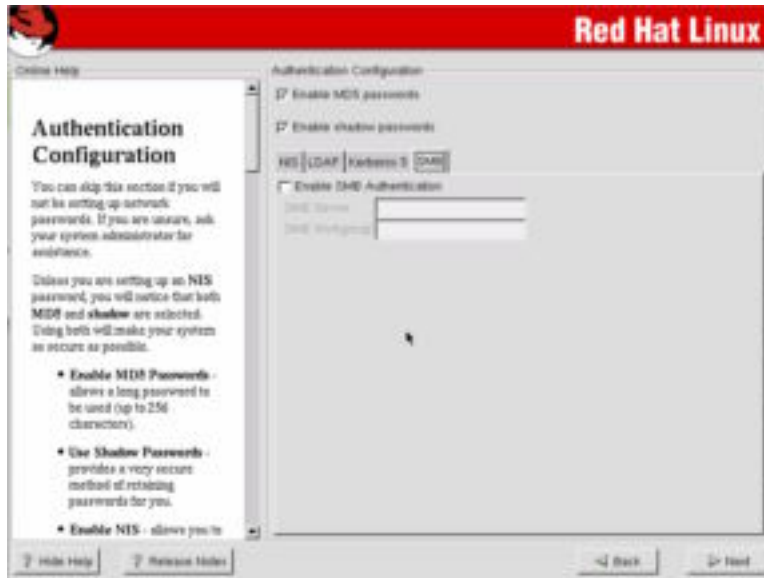 Red Hat Linux
Online Help
Authentication
Configuration
You can skip this section if you will
not be setting up network
passwords. If you are unsure, ask
your system administrator for
assistance.
Unless you are setting up an NIS
password, you will notice that both
MD5 and shadow are selected.
Using both will make your system
as secure as possible.
• Enable MD5 Passwords -
allows a long password to
be used (up to 256
characters).
• Use Shadow Passwords -
provides a very secure
method of retaining
passwords for you.
• Enable NIS - allows you to
Hide Help
Release Notes
Authentication Configuration
Enable MD5 passwords
Enable shadow passwords
NIS LDAP Kerberos 5 SMB
Enable SMB Authentication
SMB Server:
SMB Workgroup:
Back
Next